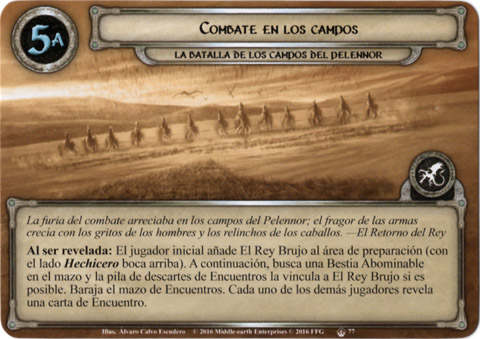 5A
COMBATE EN LOS CAMPOS
LA BATALLA DE LOS CAMPOS DEL PELENNOR
La furia del combate arreciaba en los campos del Pelennor; el fragor de las armas
crecía con los gritos de los hombres y los relinchos de los caballos. —El Retorno del Rey
Al ser revelada: El jugador inicial añade El Rey Brujo al área de preparación (con
el lado Hechicero boca arriba). A continuación, busca una Bestia Abominable
en el mazo y la pila de descartes de Encuentros la vincula a El Rey Brujo si es
posible. Baraja el mazo de Encuentros. Cada uno de los demás jugadores revela
una carta de Encuentro.
Illus. Álvaro Calvo Escudero © 2016 Middle-earth Enterprises © 2016 FFG 77